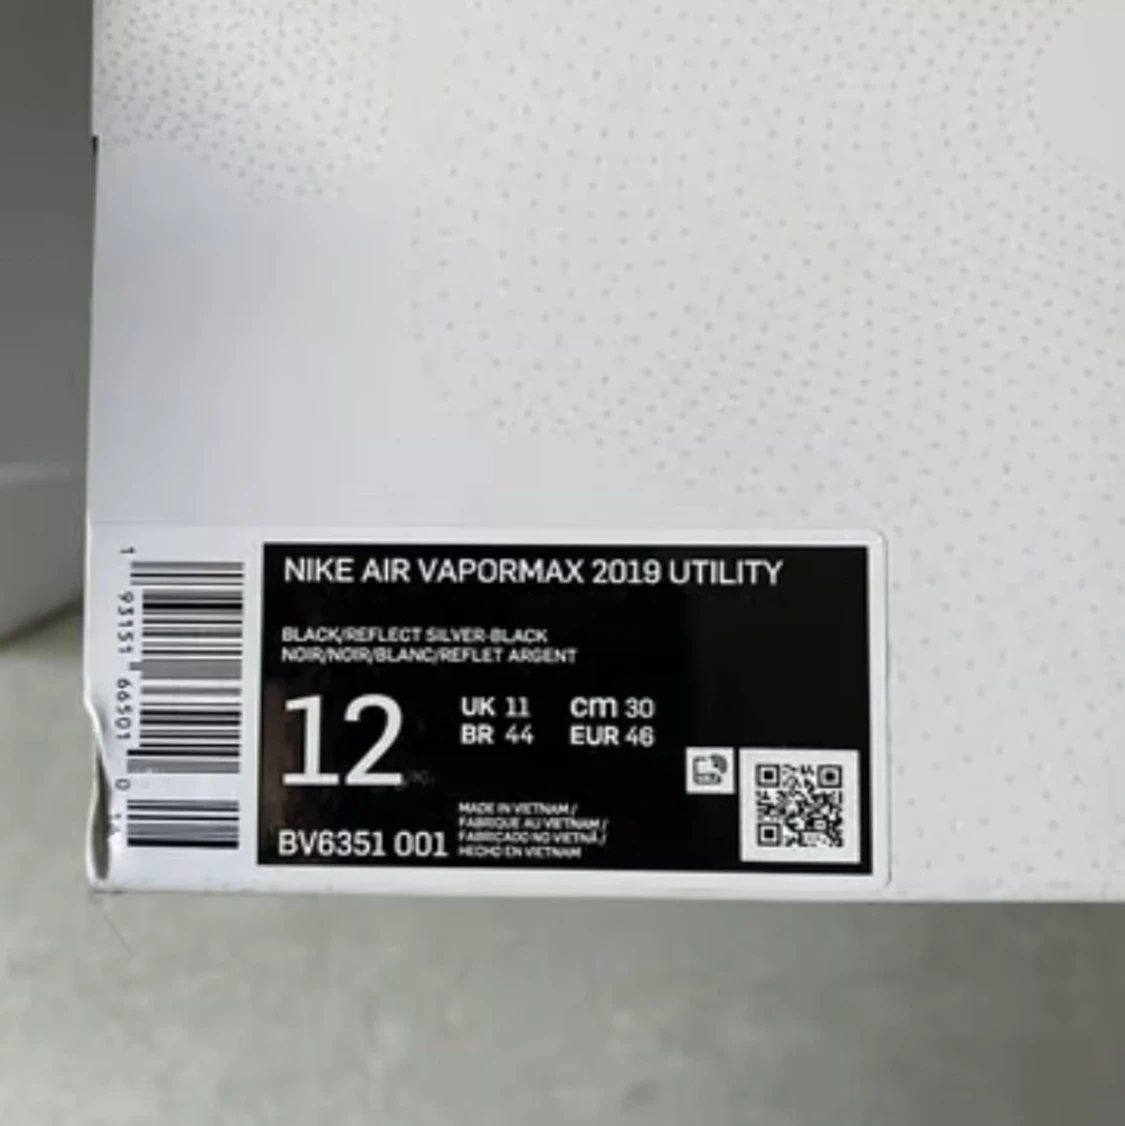 NIKE AIR VAPORMAX 2019 UTILITY
BLACK/REFLECT SILVER-BLACK
NOIR/NOIR/BLANC/REFLET ARGENT
12
UK 11 cm 30
BR 44 EUR 46
BV6351 001
MADE IN VIETNAM /
FABRIQUE AU VIETNAM /
FABRICADO NO VIETNÃ /
HECHO EN VIETNAM
1 93151 66501 0